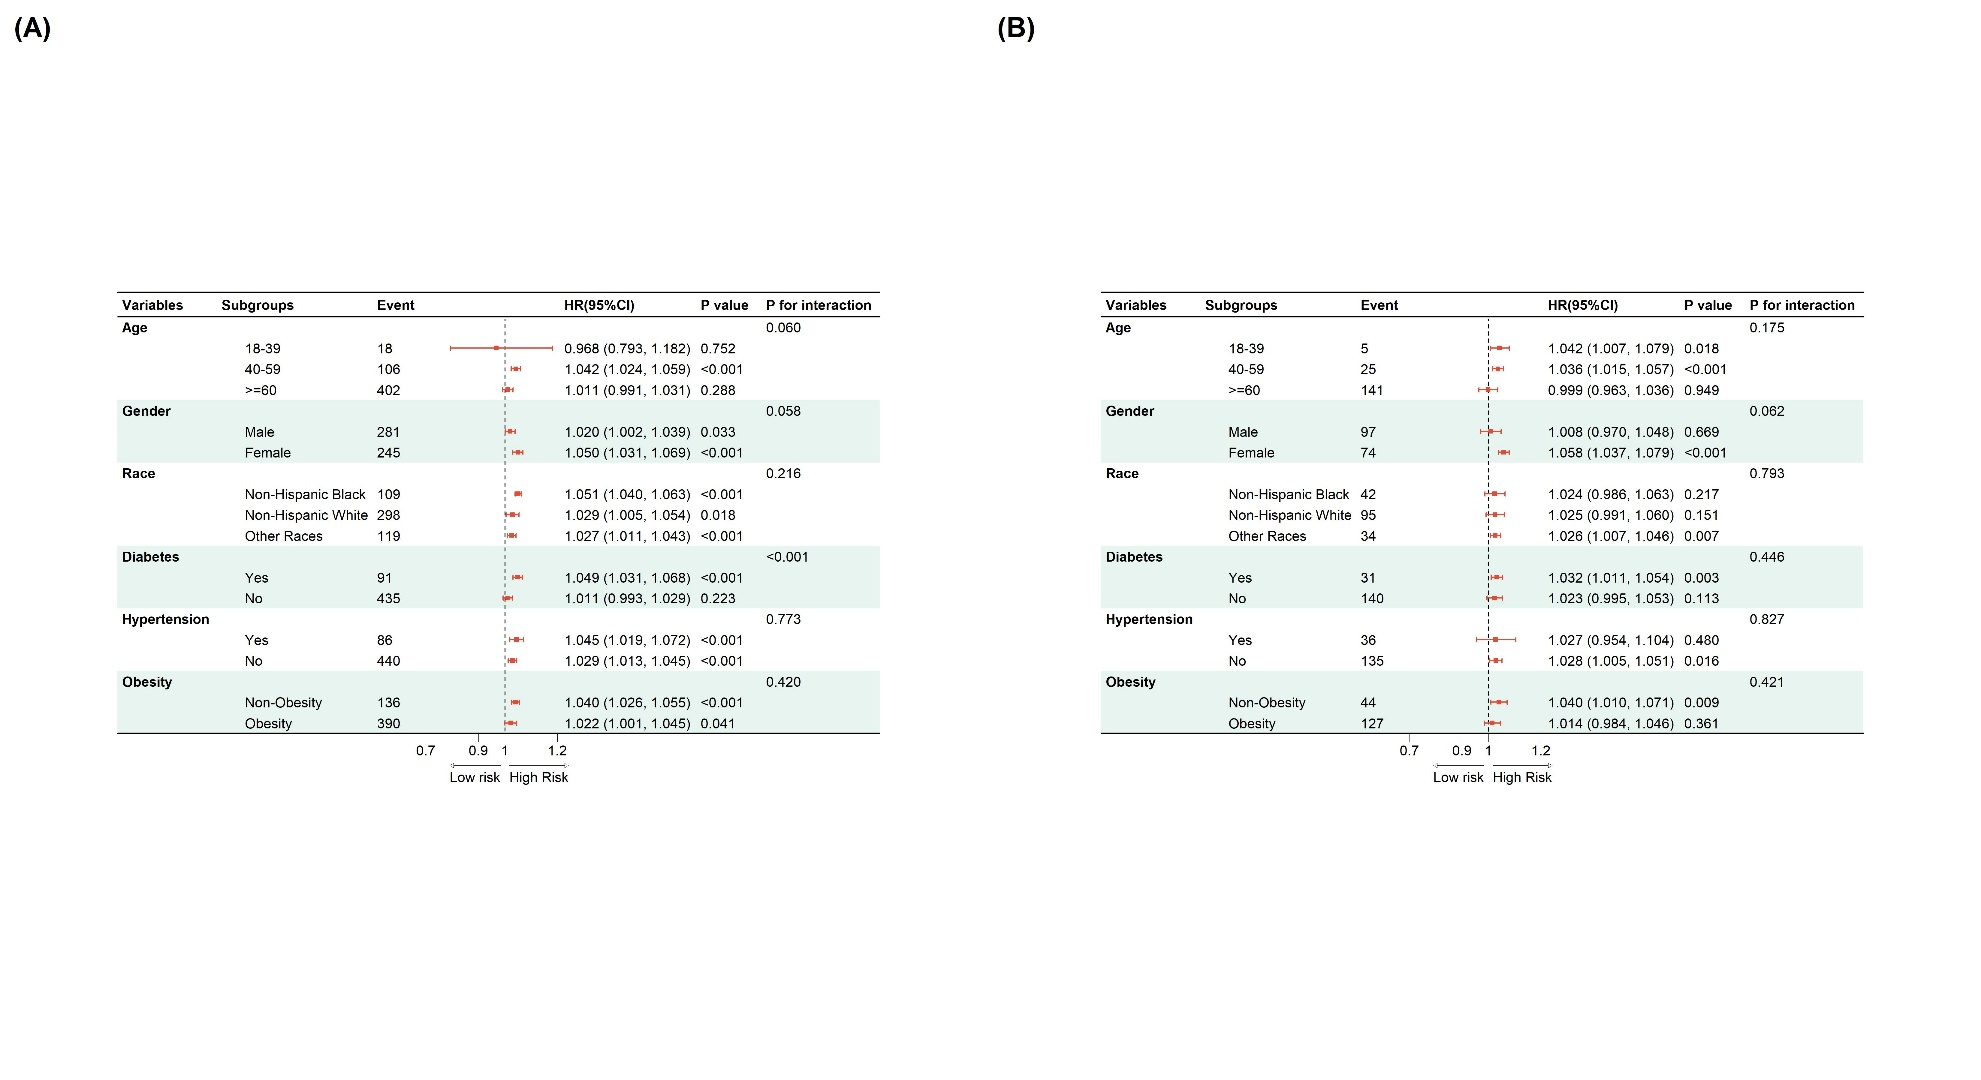 (A)
Variables Subgroups Event HR(95%CI) P value P for interaction
Age 0.060
18-39 18 0.968 (0.793, 1.182) 0.752
40-59 106 1.042 (1.024, 1.059) <0.001
>=60 402 1.011 (0.991, 1.031) 0.288
Gender 0.058
Male 281 1.020 (1.002, 1.039) 0.033
Female 245 1.050 (1.031, 1.069) <0.001
Race 0.216
Non-Hispanic Black 109 1.051 (1.040, 1.063) <0.001
Non-Hispanic White 298 1.029 (1.005, 1.054) 0.018
Other Races 119 1.027 (1.011, 1.043) <0.001
Diabetes <0.001
Yes 91 1.049 (1.031, 1.068) <0.001
No 435 1.011 (0.993, 1.029) 0.223
Hypertension 0.773
Yes 86 1.045 (1.019, 1.072) <0.001
No 440 1.029 (1.013, 1.045) <0.001
Obesity 0.420
Non-Obesity 136 1.040 (1.026, 1.055) <0.001
Obesity 390 1.022 (1.001, 1.045) 0.041
0.7 0.9 1 1.2
Low risk High Risk
(B)
Variables Subgroups Event HR(95%CI) P value P for interaction
Age 0.175
18-39 5 1.042 (1.007, 1.079) 0.018
40-59 25 1.036 (1.015, 1.057) <0.001
>=60 141 0.999 (0.963, 1.036) 0.949
Gender 0.062
Male 97 1.008 (0.970, 1.048) 0.669
Female 74 1.058 (1.037, 1.079) <0.001
Race 0.793
Non-Hispanic Black 42 1.024 (0.986, 1.063) 0.217
Non-Hispanic White 95 1.025 (0.991, 1.060) 0.151
Other Races 34 1.026 (1.007, 1.046) 0.007
Diabetes 0.446
Yes 31 1.032 (1.011, 1.054) 0.003
No 140 1.023 (0.995, 1.053) 0.113
Hypertension 0.827
Yes 36 1.027 (0.954, 1.104) 0.480
No 135 1.028 (1.005, 1.051) 0.016
Obesity 0.421
Non-Obesity 44 1.040 (1.010, 1.071) 0.009
Obesity 127 1.014 (0.984, 1.046) 0.361
0.7 0.9 1 1.2
Low risk High Risk